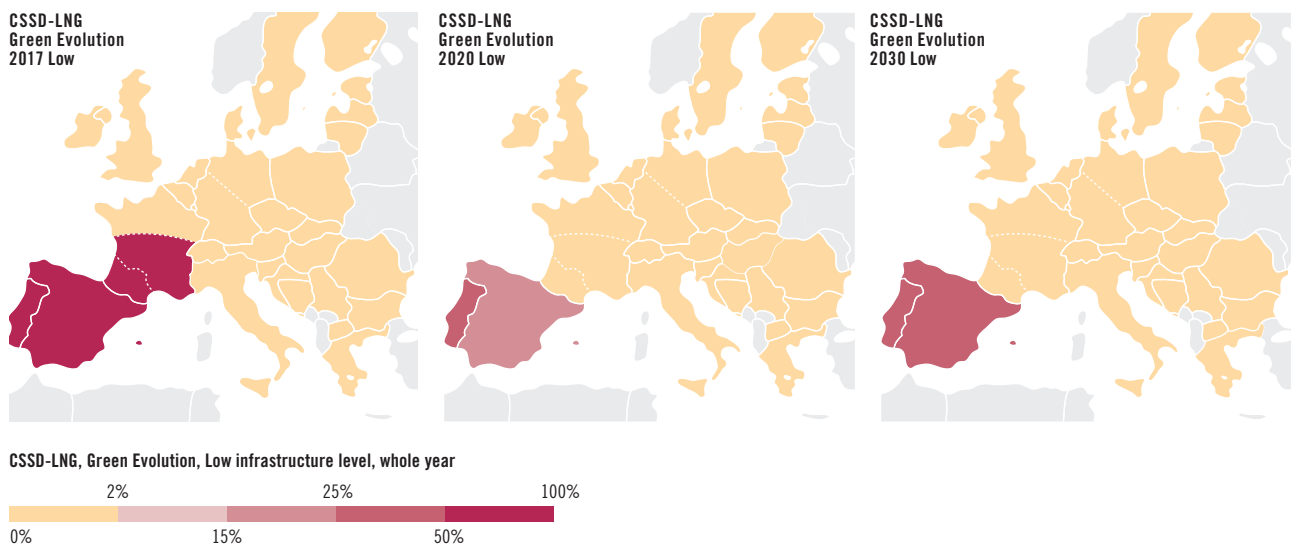 CSSD-LNG
Green Evolution
2017 Low
CSSD-LNG
Green Evolution
2020 Low
CSSD-LNG
Green Evolution
2030 Low
CSSD-LNG, Green Evolution, Low infrastructure level, whole year
2% 25% 100%
0% 15% 50%